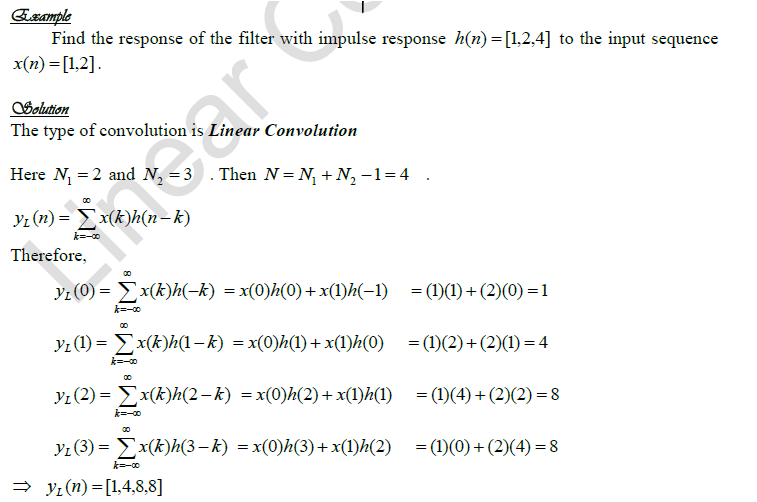 Example
Find the response of the filter with impulse response h(n) = [1,2,4] to the input sequence
x(n) = [1,2].
Solution
The type of convolution is Linear Convolution
Here N₁ = 2 and N₂ = 3 . Then N = N₁ + N₂ −1 = 4 .
y_L(n) = ∑_{k=−∞}^{∞} x(k)h(n−k)
Therefore,
y_L(0) = ∑_{k=−∞}^{∞} x(k)h(−k) = x(0)h(0) + x(1)h(−1) = (1)(1) + (2)(0) = 1
y_L(1) = ∑_{k=−∞}^{∞} x(k)h(1−k) = x(0)h(1) + x(1)h(0) = (1)(2) + (2)(1) = 4
y_L(2) = ∑_{k=−∞}^{∞} x(k)h(2−k) = x(0)h(2) + x(1)h(1) = (1)(4) + (2)(2) = 8
y_L(3) = ∑_{k=−∞}^{∞} x(k)h(3−k) = x(0)h(3) + x(1)h(2) = (1)(0) + (2)(4) = 8
⇒ y_L(n) = [1,4,8,8]
Linear Co